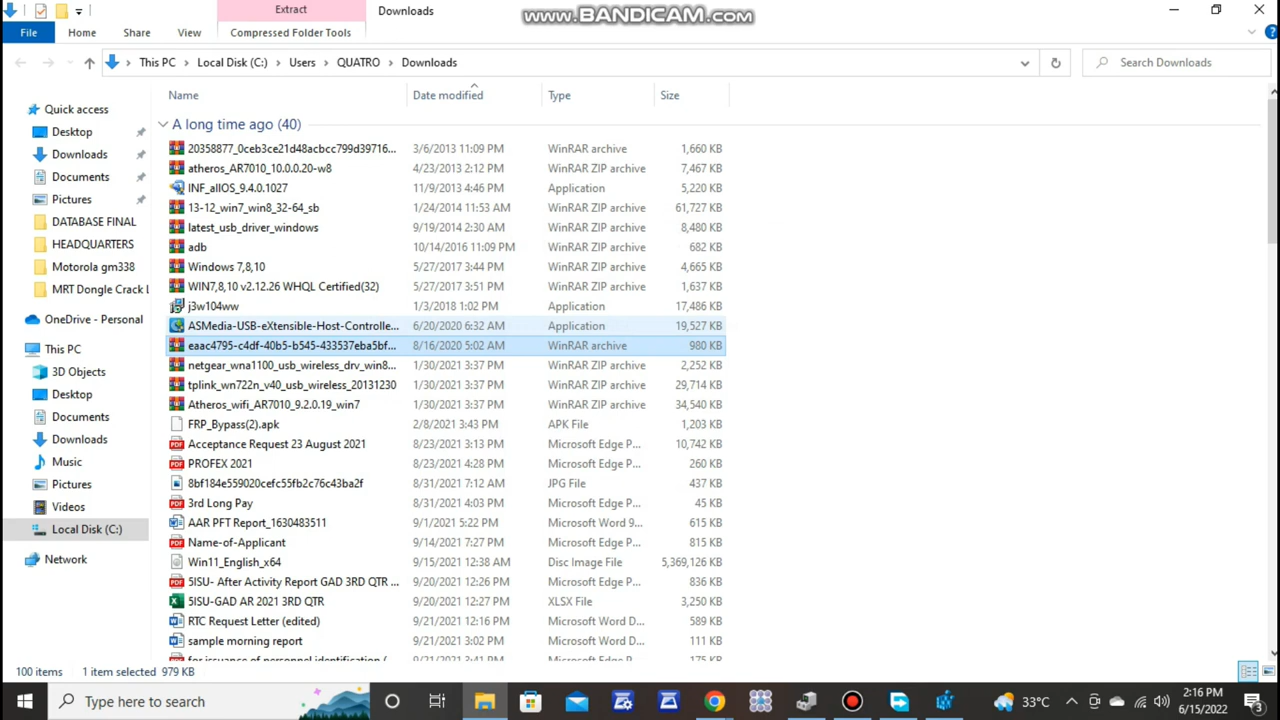 Extract
Downloads
www.BANDICAM.com
File
Home
Share
View
Compressed Folder Tools
This PC
Local Disk (C:)
Users
QUATRO
Downloads
Search Downloads
Quick access
Desktop
Downloads
Documents
Pictures
DATABASE FINAL
HEADQUARTERS
Motorola gm338
MRT Dongle Crack L
OneDrive - Personal
This PC
3D Objects
Desktop
Documents
Downloads
Music
Pictures
Videos
Local Disk (C:)
Network
Name Date modified Type Size
A long time ago (40)
20358877_0ceb3ce21d48acbcc799d39716... 3/6/2013 11:09 PM WinRAR archive 1,660 KB
atheros_AR7010_10.0.0.20-w8 4/23/2013 2:12 PM WinRAR ZIP archive 7,467 KB
INF_allOS_9.4.0.1027 11/9/2013 4:46 PM Application 5,220 KB
13-12_win7_win8_32-64_sb 1/24/2014 11:53 AM WinRAR ZIP archive 61,727 KB
latest_usb_driver_windows 9/19/2014 2:30 AM WinRAR ZIP archive 8,480 KB
adb 10/14/2016 11:09 PM WinRAR ZIP archive 682 KB
Windows 7,8,10 5/27/2017 3:44 PM WinRAR ZIP archive 4,665 KB
WIN7,8,10 v2.12.26 WHQL Certified(32) 5/27/2017 3:51 PM WinRAR ZIP archive 1,637 KB
j3w104ww 1/3/2018 1:02 PM Application 17,486 KB
ASMedia-USB-eXtensible-Host-Controlle... 6/20/2020 6:32 AM Application 19,527 KB
eaac4795-c4df-40b5-b545-433537eba5bf... 8/16/2020 5:02 AM WinRAR archive 980 KB
netgear_wna1100_usb_wireless_drv_win8... 1/30/2021 3:37 PM WinRAR ZIP archive 2,252 KB
tplink_wn722n_v40_usb_wireless_20131230 1/30/2021 3:37 PM WinRAR ZIP archive 29,714 KB
Atheros_wifi_AR7010_9.2.0.19_win7 1/30/2021 3:37 PM WinRAR ZIP archive 34,540 KB
FRP_Bypass(2).apk 2/8/2021 3:43 PM APK File 1,203 KB
Acceptance Request 23 August 2021 8/23/2021 3:13 PM Microsoft Edge P... 10,742 KB
PROFEX 2021 8/23/2021 4:28 PM Microsoft Edge P... 260 KB
8bf184e559020cefc55fb2c76c43ba2f 8/31/2021 7:12 AM JPG File 437 KB
3rd Long Pay 8/31/2021 4:03 PM Microsoft Edge P... 45 KB
AAR PFT Report_1630483511 9/1/2021 5:22 PM Microsoft Word 9... 615 KB
Name-of-Applicant 9/14/2021 7:27 PM Microsoft Edge P... 815 KB
Win11_English_x64 9/15/2021 12:38 AM Disc Image File 5,369,126 KB
5ISU- After Activity Report GAD 3RD QTR ... 9/20/2021 12:26 PM Microsoft Edge P... 836 KB
5ISU-GAD AR 2021 3RD QTR 9/20/2021 12:27 PM XLSX File 3,250 KB
RTC Request Letter (edited) 9/21/2021 12:16 PM Microsoft Word D... 589 KB
sample morning report 9/21/2021 3:02 PM Microsoft Word D... 111 KB
for issuance of personnel identification ( 9/21/2021 3:41 PM Microsoft Edge P... 175 KB
100 items 1 item selected 979 KB
Type here to search
33°C
2:16 PM
6/15/2022
3